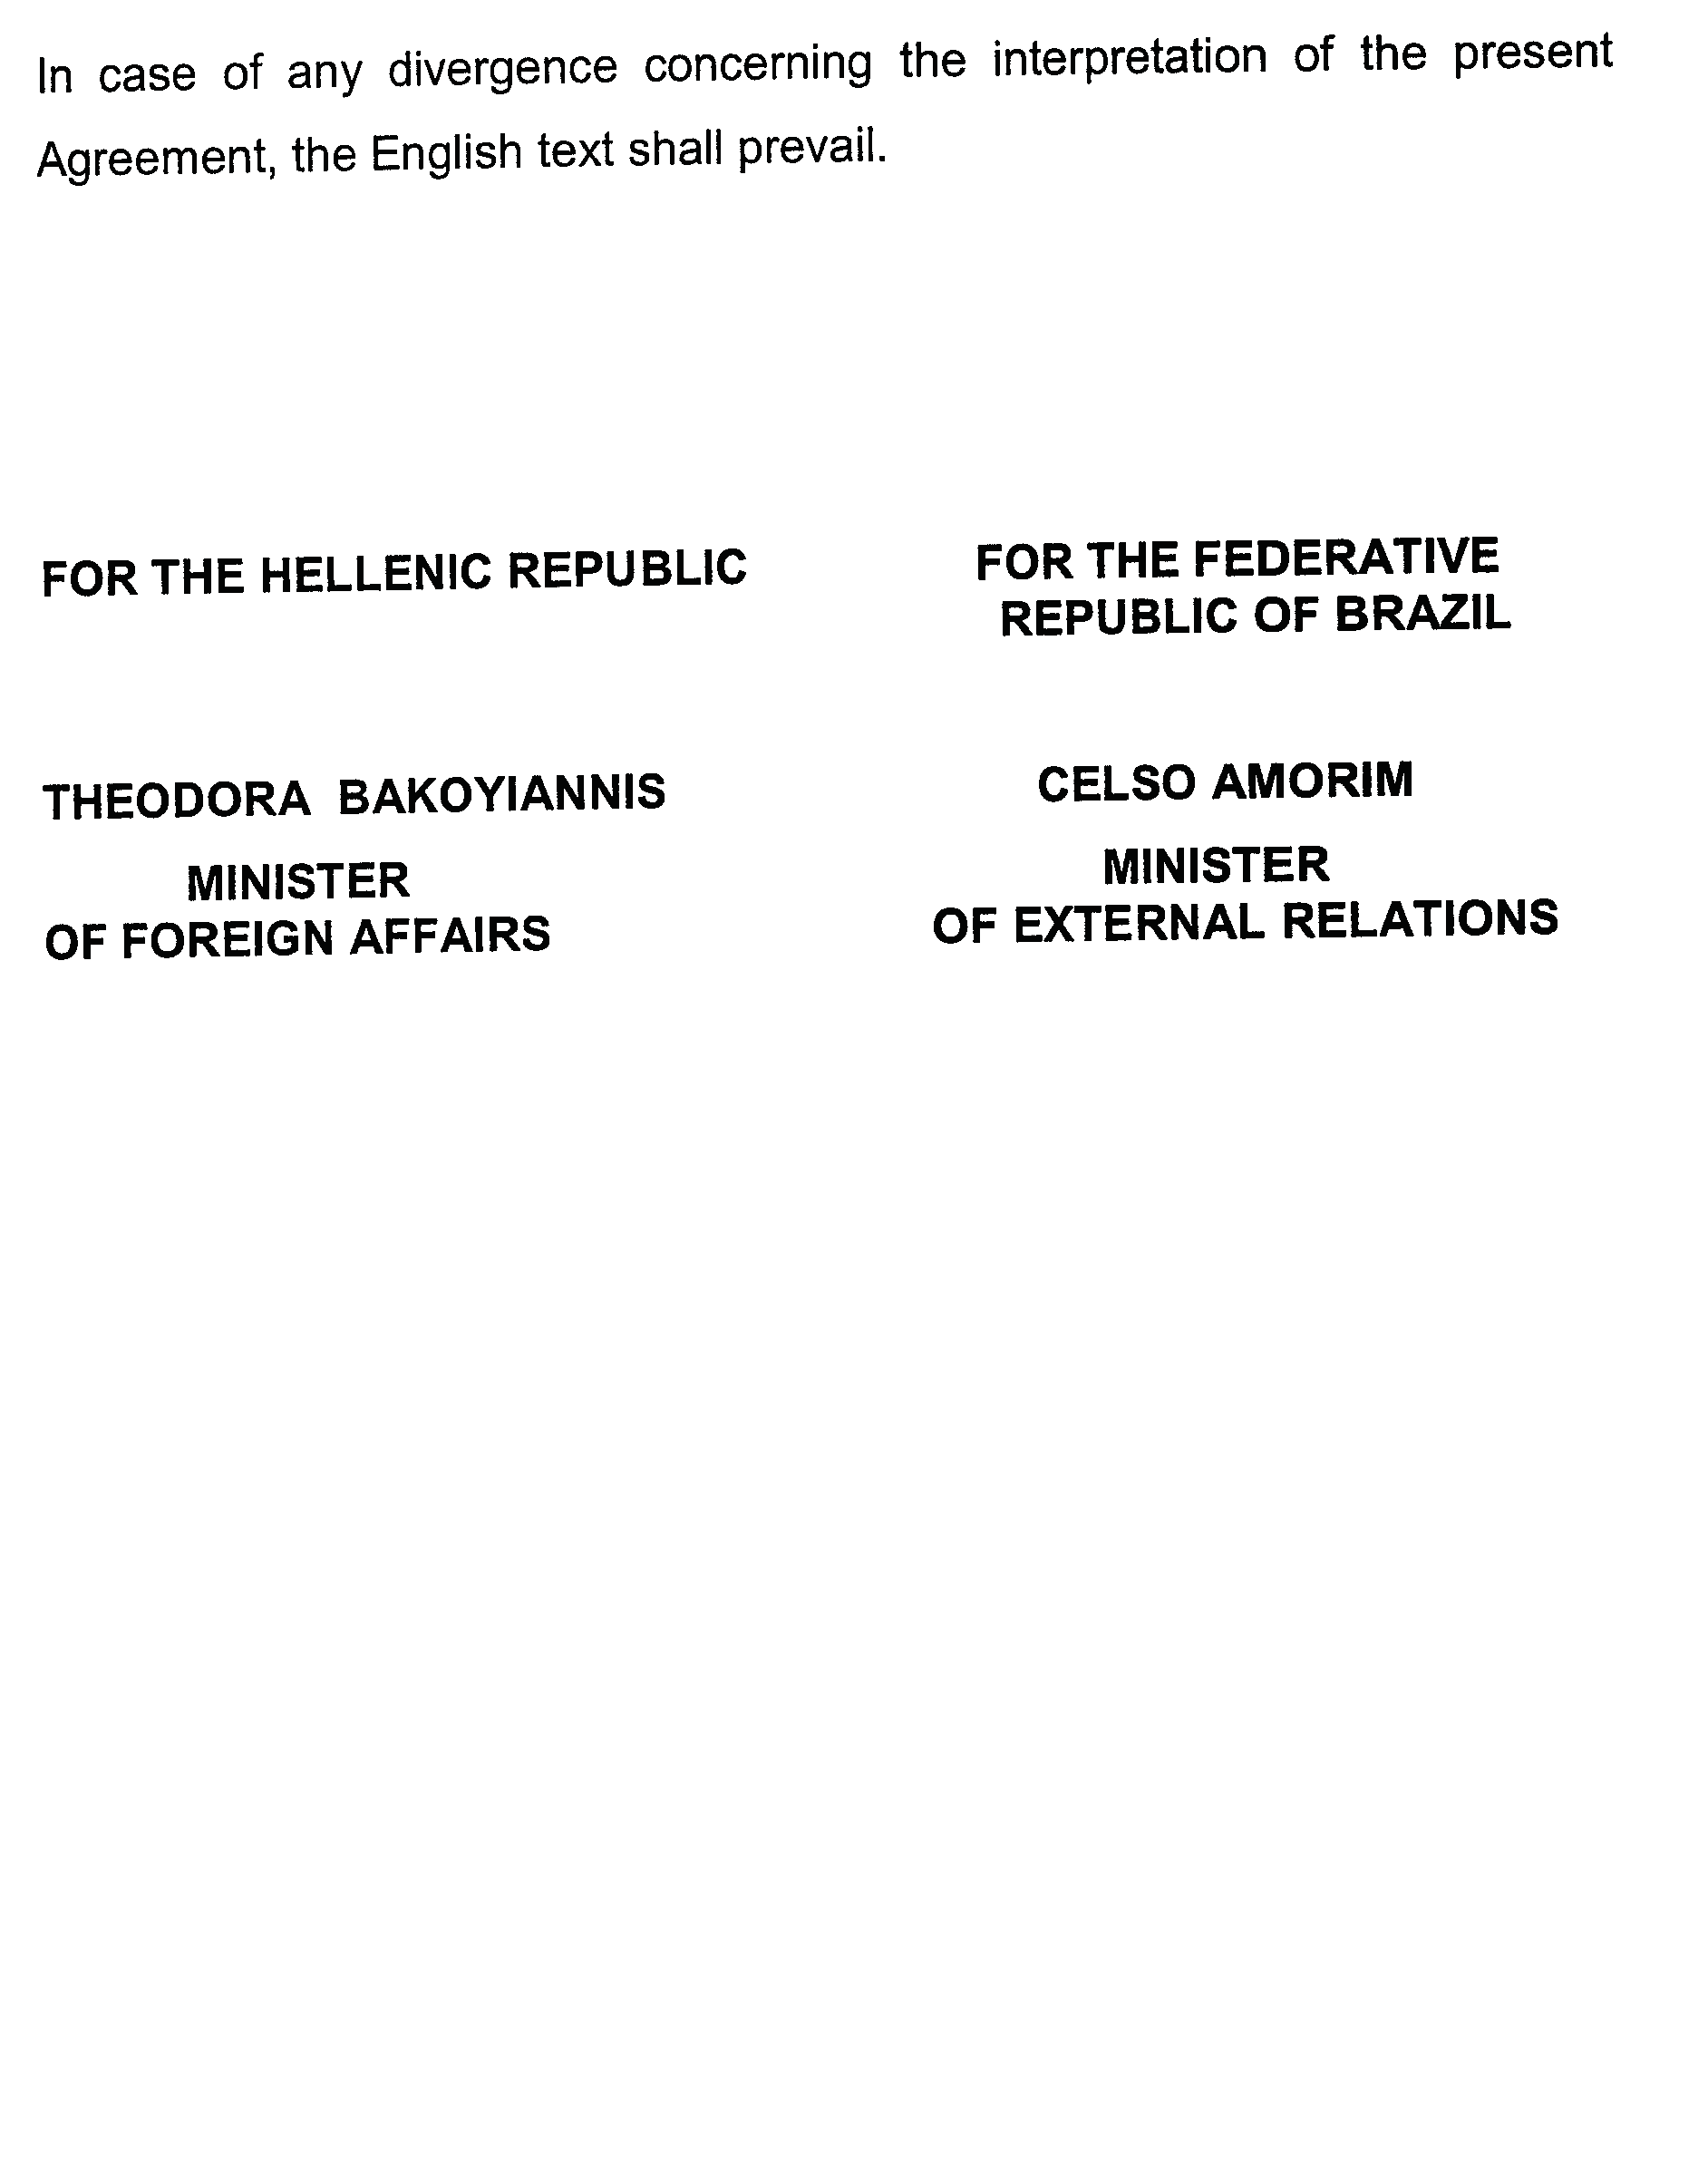 In case of any divergence concerning the interpretation of the present
Agreement, the English text shall prevail.
FOR THE HELLENIC REPUBLIC
FOR THE FEDERATIVE
REPUBLIC OF BRAZIL
THEODORA BAKOYIANNIS
MINISTER
OF FOREIGN AFFAIRS
CELSO AMORIM
MINISTER
OF EXTERNAL RELATIONS